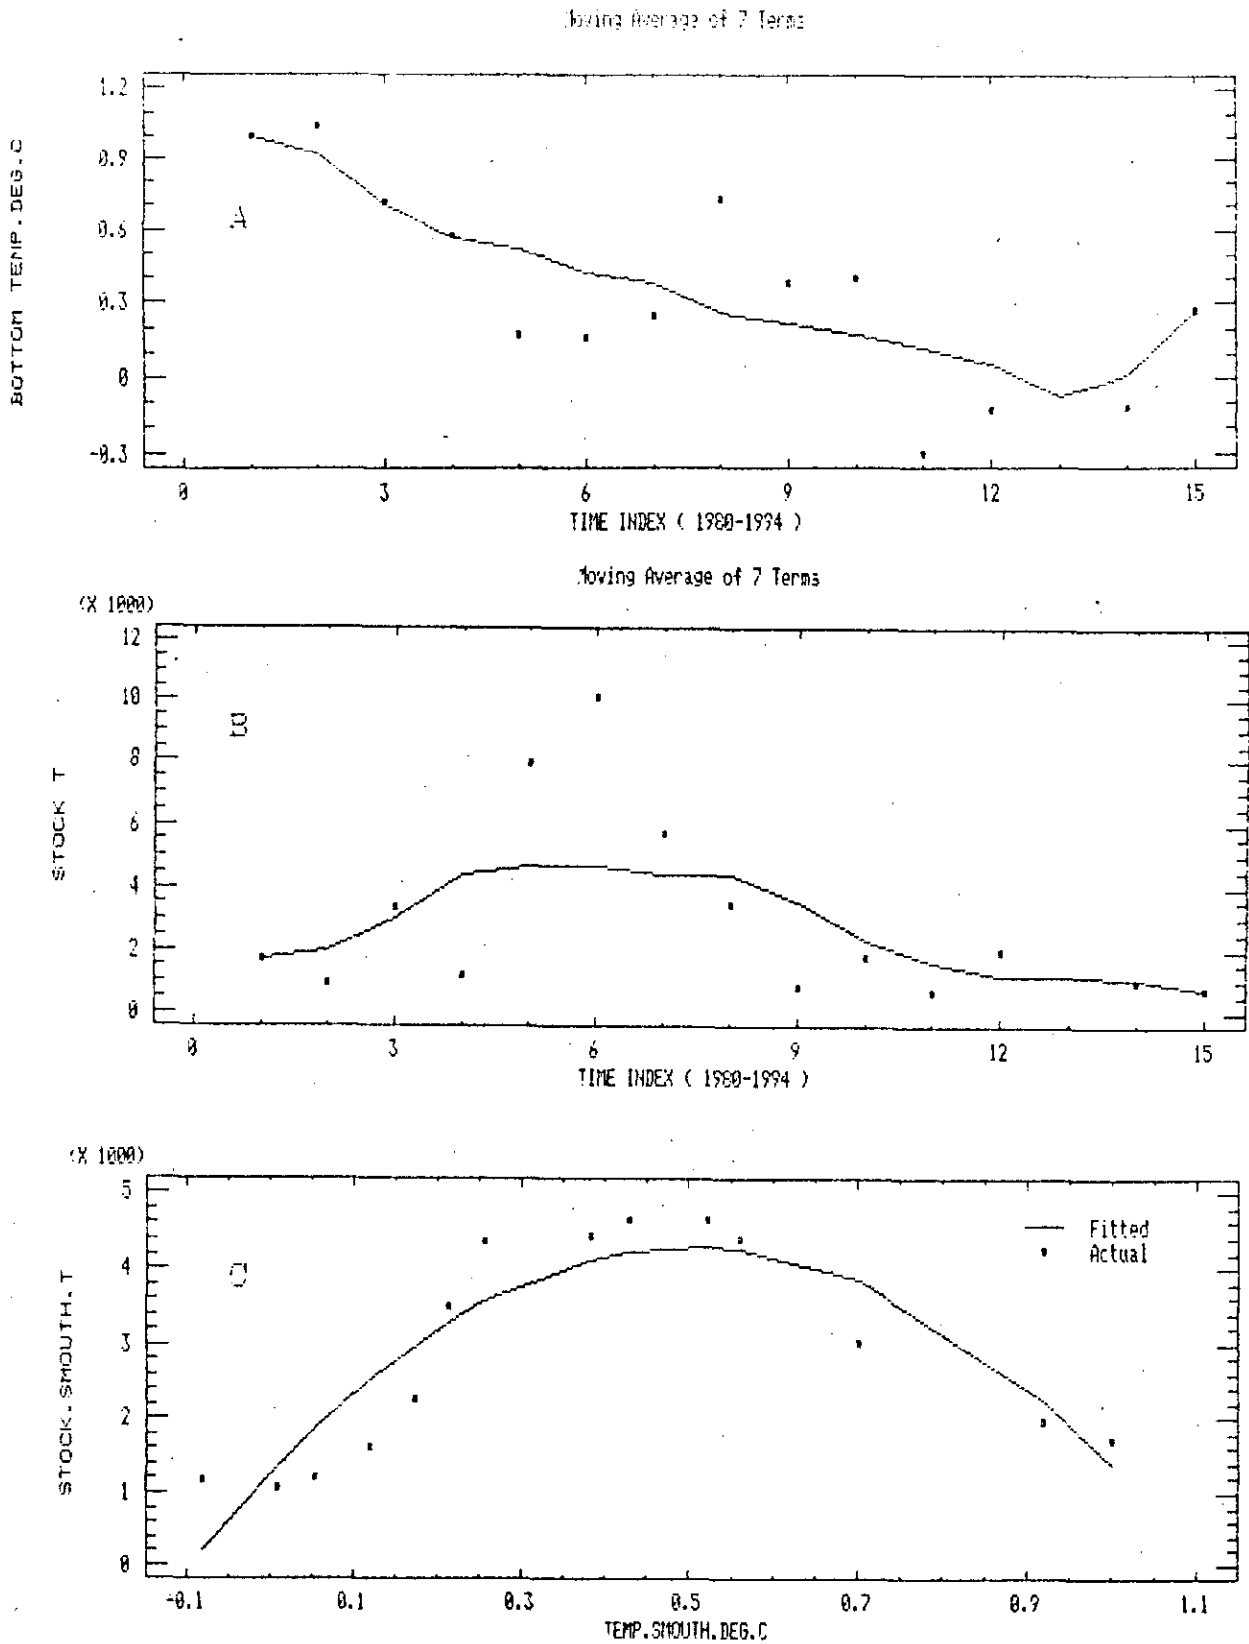 Moving Average of 7 Terms
BOTTOM TEMP.DEG.C
1.2
0.9
0.6
0.3
0
-0.3
A
0 3 6 9 12 15
TIME INDEX ( 1980-1994 )
Moving Average of 7 Terms
(X 1000)
STOCK T
12
10
8
6
4
2
0
B
0 3 6 9 12 15
TIME INDEX ( 1980-1994 )
(X 1000)
STOCK.SMOUTH.T
5
4
3
2
1
0
C
Fitted
Actual
-0.1 0.1 0.3 0.5 0.7 0.9 1.1
TEMP.SMOUTH.DEG.C